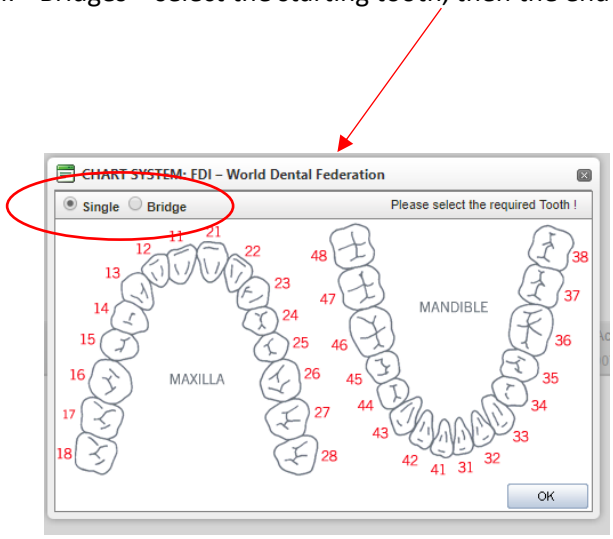 Bridges – Select the starting tooth, then the end
CHART SYSTEM: FDI – World Dental Federation
Single Bridge Please select the required Tooth !
11 21
12 22
13 23
14 24
15 25
16 26
17 27
18 28
MAXILLA
48 38
47 37
MANDIBLE
46 36
45 35
44 34
43 33
42 41 31 32
OK